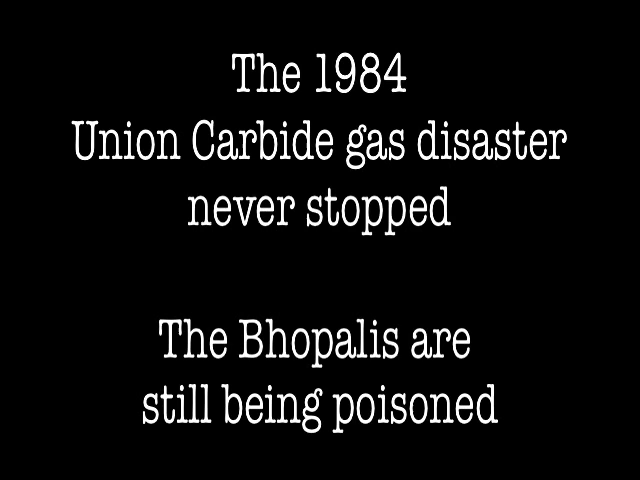 The 1984
Union Carbide gas disaster
never stopped
The Bhopalis are
still being poisoned